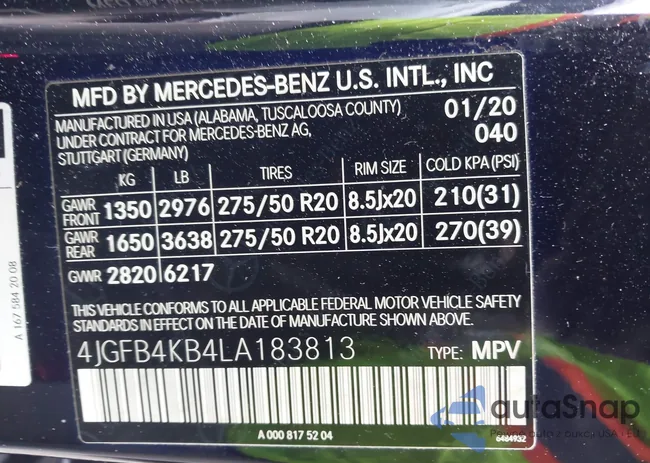 MFD BY MERCEDES-BENZ U.S. INTL., INC
MANUFACTURED IN USA (ALABAMA, TUSCALOOSA COUNTY) 01/20
UNDER CONTRACT FOR MERCEDES-BENZ AG, 040
STUTTGART (GERMANY)
KG LB TIRES RIM SIZE COLD KPA (PSI)
GAWR FRONT 1350 2976 275/50 R20 8.5Jx20 210(31)
GAWR REAR 1650 3638 275/50 R20 8.5Jx20 270(39)
GVWR 2820 6217
THIS VEHICLE CONFORMS TO ALL APPLICABLE FEDERAL MOTOR VEHICLE SAFETY
STANDARDS IN EFFECT ON THE DATE OF MANUFACTURE SHOWN ABOVE.
4JGFB4KB4LA183813 TYPE: MPV
A 000 817 52 04
6484932
A 167 584 20 08
autoSnap